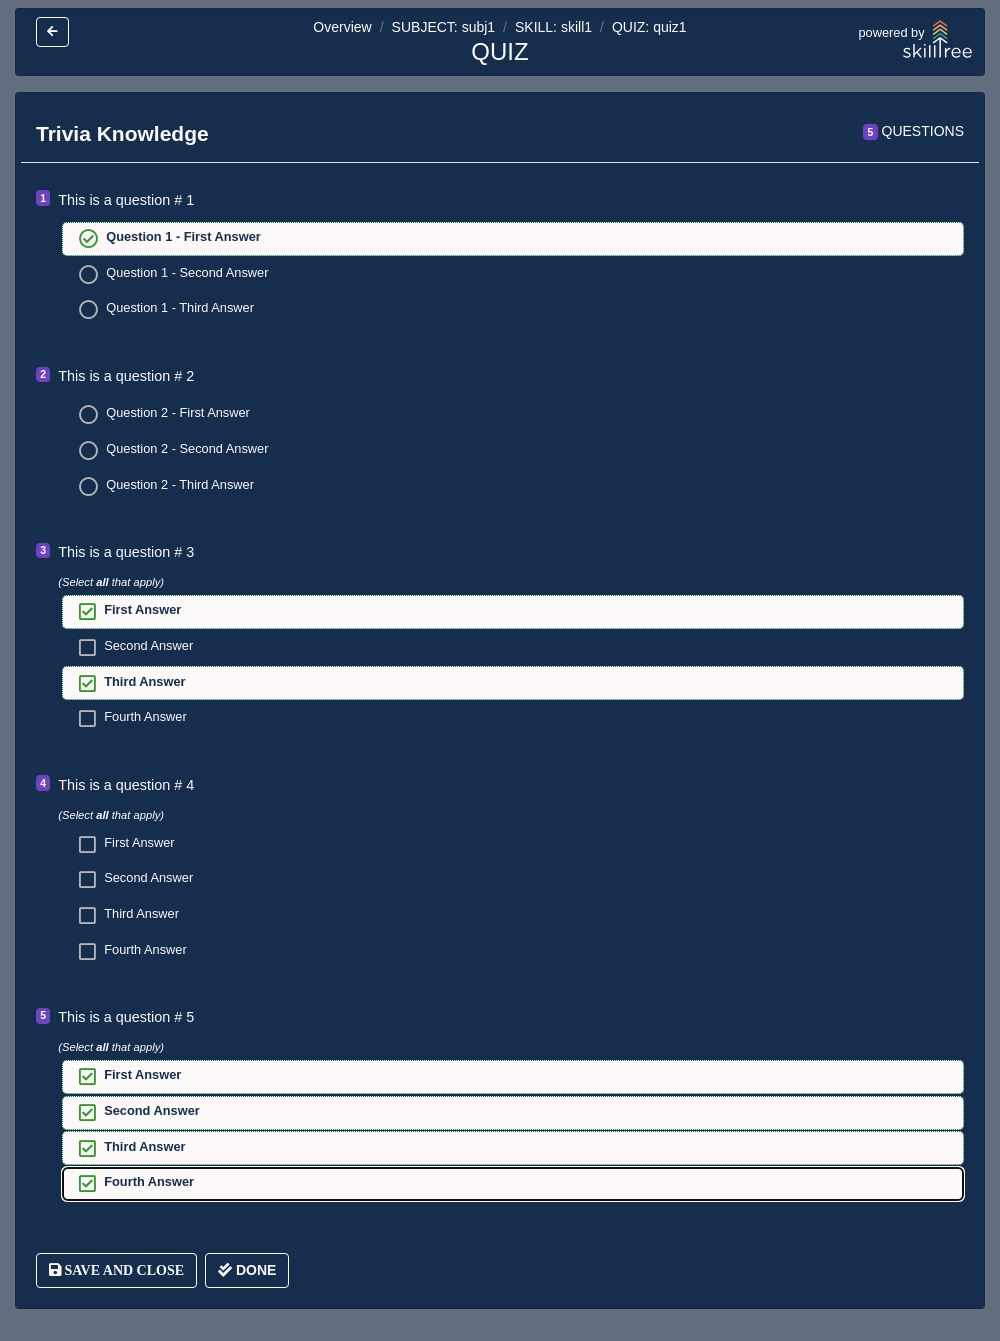 Overview / SUBJECT: subj1 / SKILL: skill1 / QUIZ: quiz1
QUIZ
powered by
skilltree
Trivia Knowledge
5 QUESTIONS
1 This is a question # 1
Question 1 - First Answer
Question 1 - Second Answer
Question 1 - Third Answer
2 This is a question # 2
Question 2 - First Answer
Question 2 - Second Answer
Question 2 - Third Answer
3 This is a question # 3
(Select all that apply)
First Answer
Second Answer
Third Answer
Fourth Answer
4 This is a question # 4
(Select all that apply)
First Answer
Second Answer
Third Answer
Fourth Answer
5 This is a question # 5
(Select all that apply)
First Answer
Second Answer
Third Answer
Fourth Answer
SAVE AND CLOSE DONE